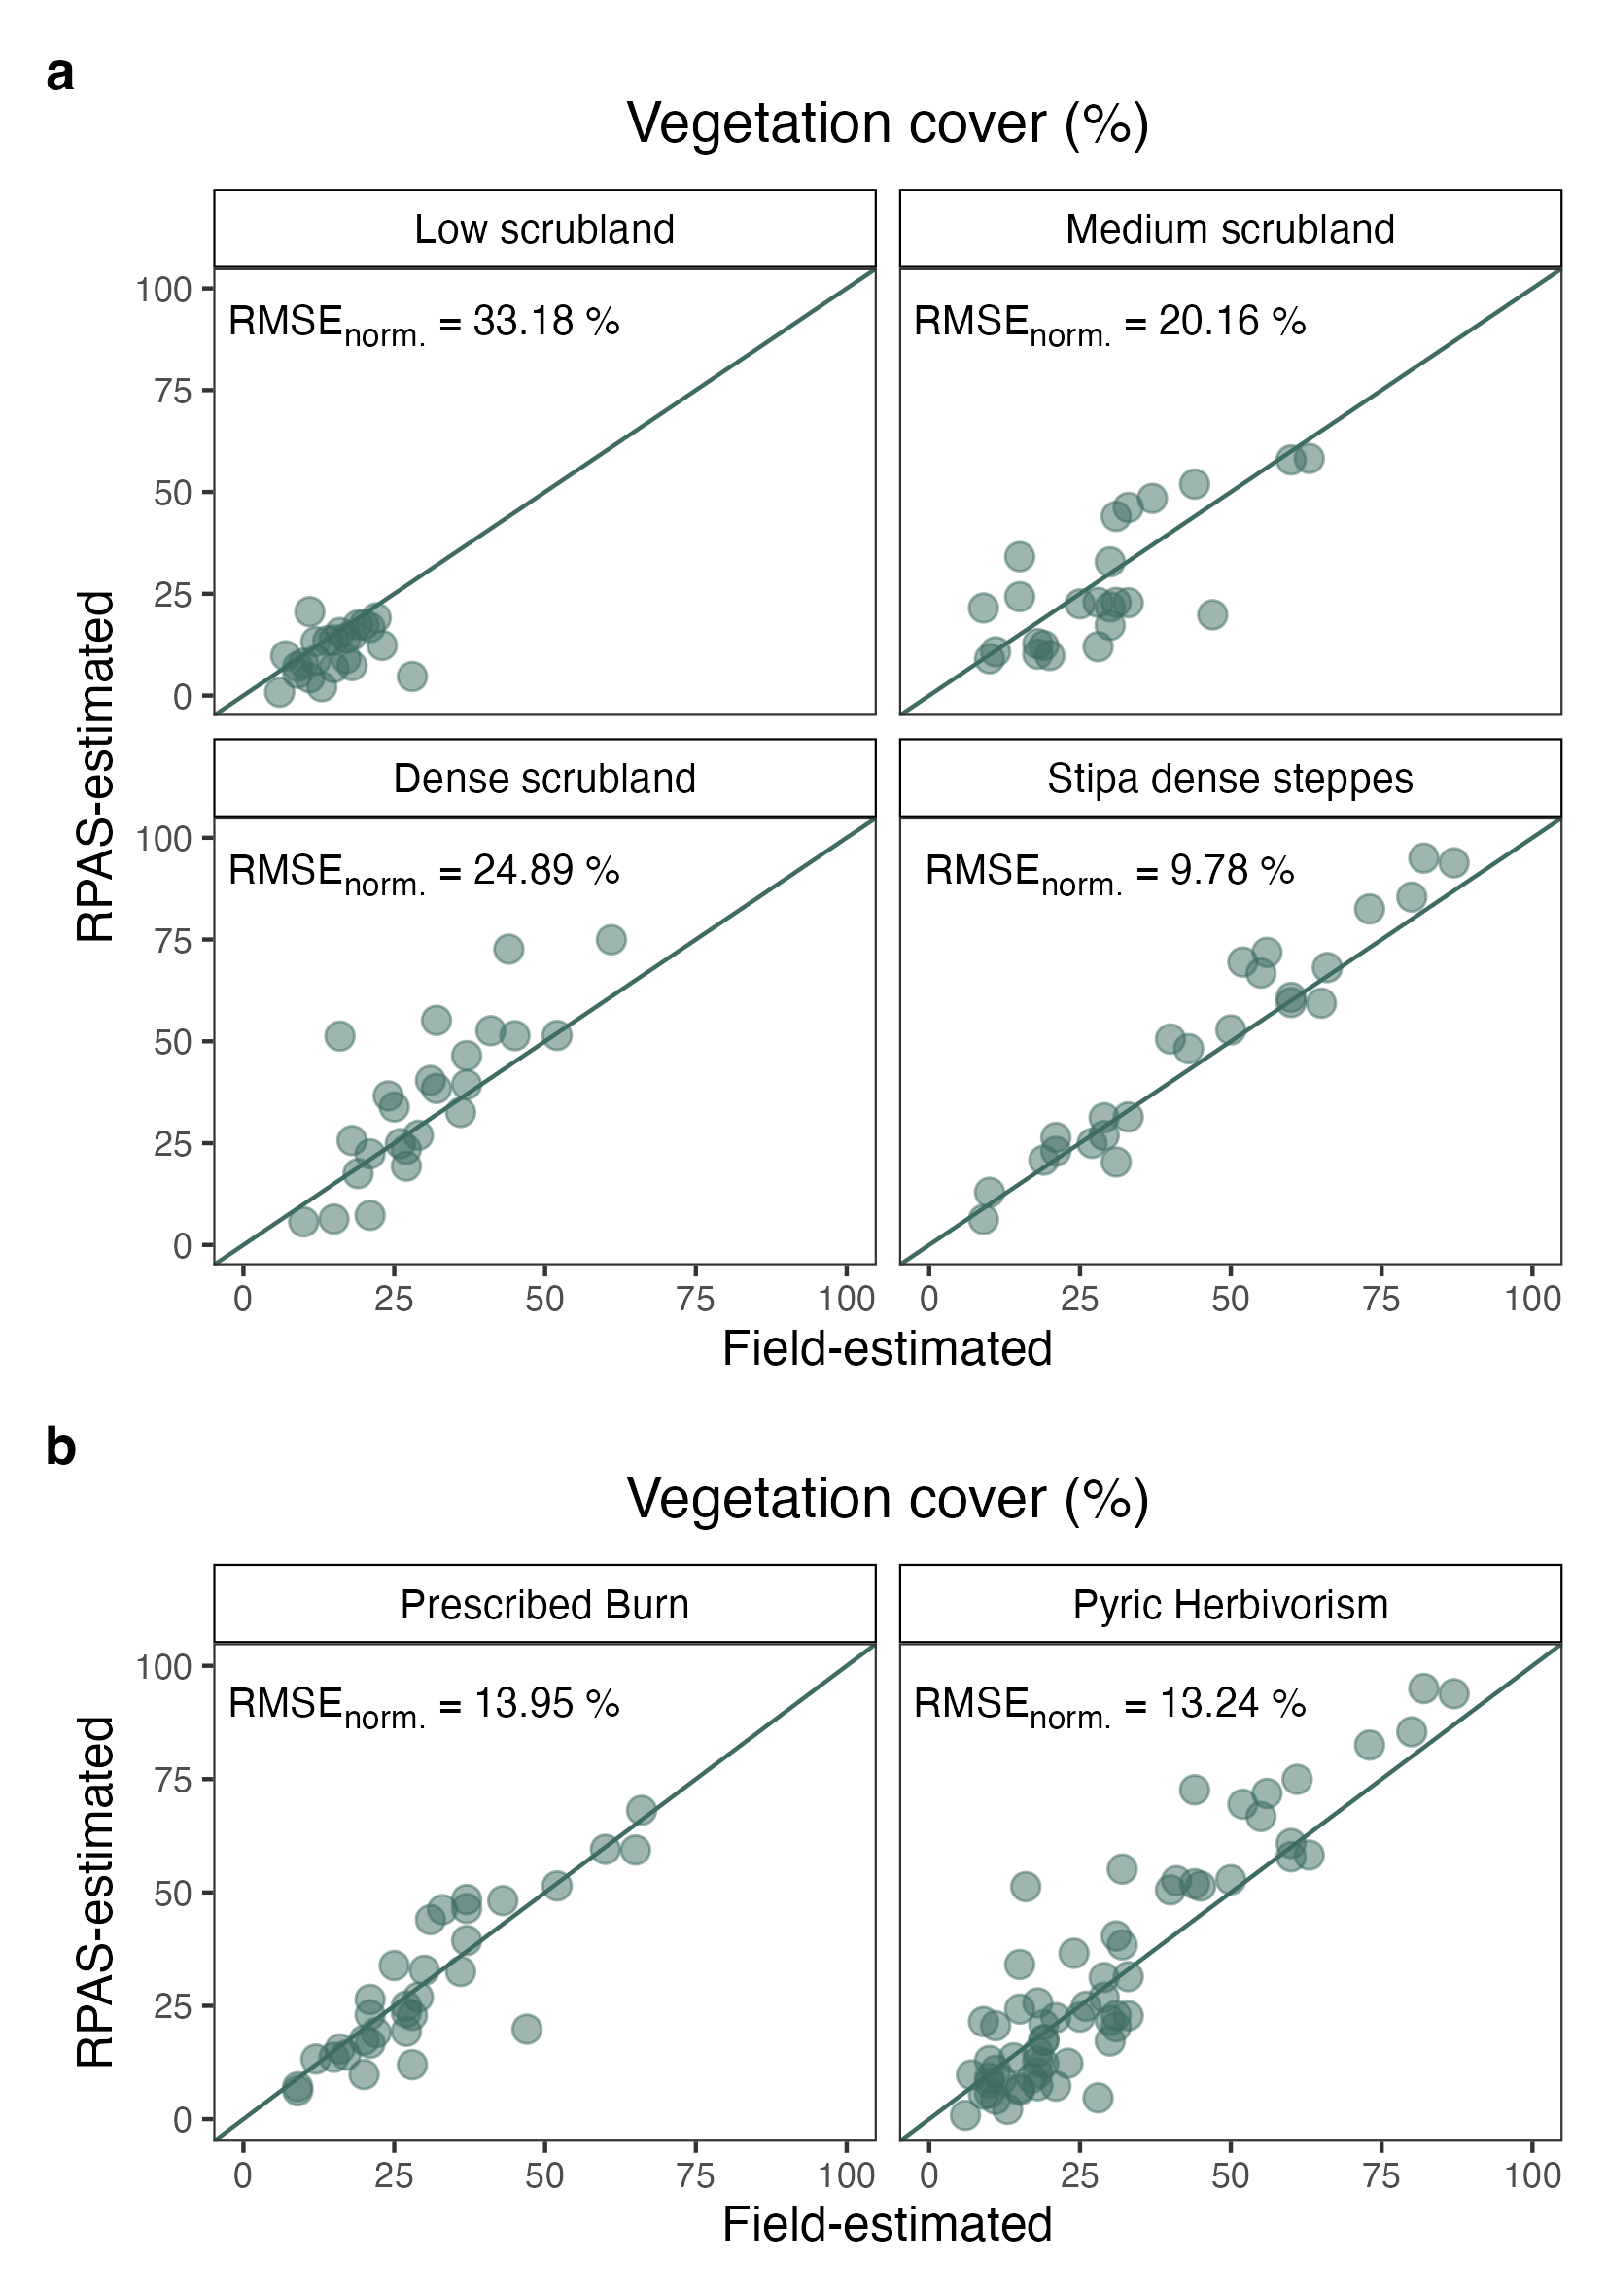 a
Vegetation cover (%)
Low scrubland
Medium scrubland
RMSEnorm. = 33.18 %
RMSEnorm. = 20.16 %
100
75
50
25
0
Dense scrubland
Stipa dense steppes
RMSEnorm. = 24.89 %
RMSEnorm. = 9.78 %
100
75
50
25
0
RPAS-estimated
0 25 50 75 100
0 25 50 75 100
Field-estimated
b
Vegetation cover (%)
Prescribed Burn
Pyric Herbivorism
RMSEnorm. = 13.95 %
RMSEnorm. = 13.24 %
100
75
50
25
0
RPAS-estimated
0 25 50 75 100
0 25 50 75 100
Field-estimated